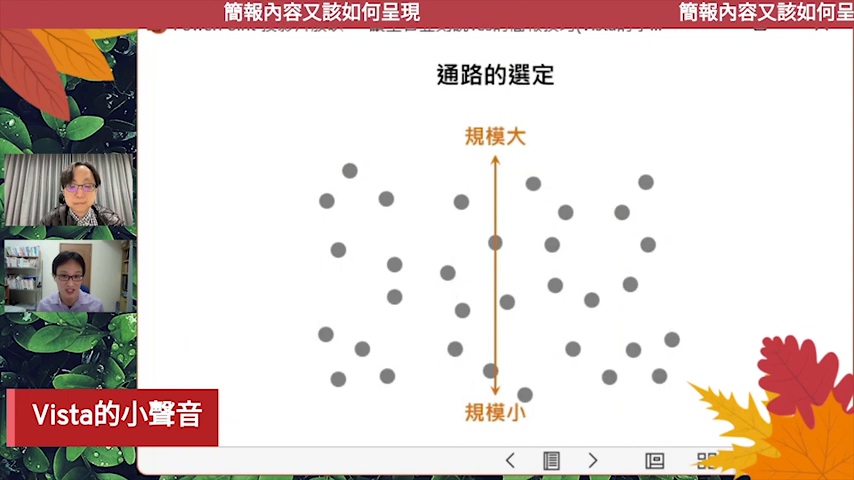 簡報內容又該如何呈現
簡報內容又該如何呈
通路的選定
規模大
規模小
Vista的小聲音